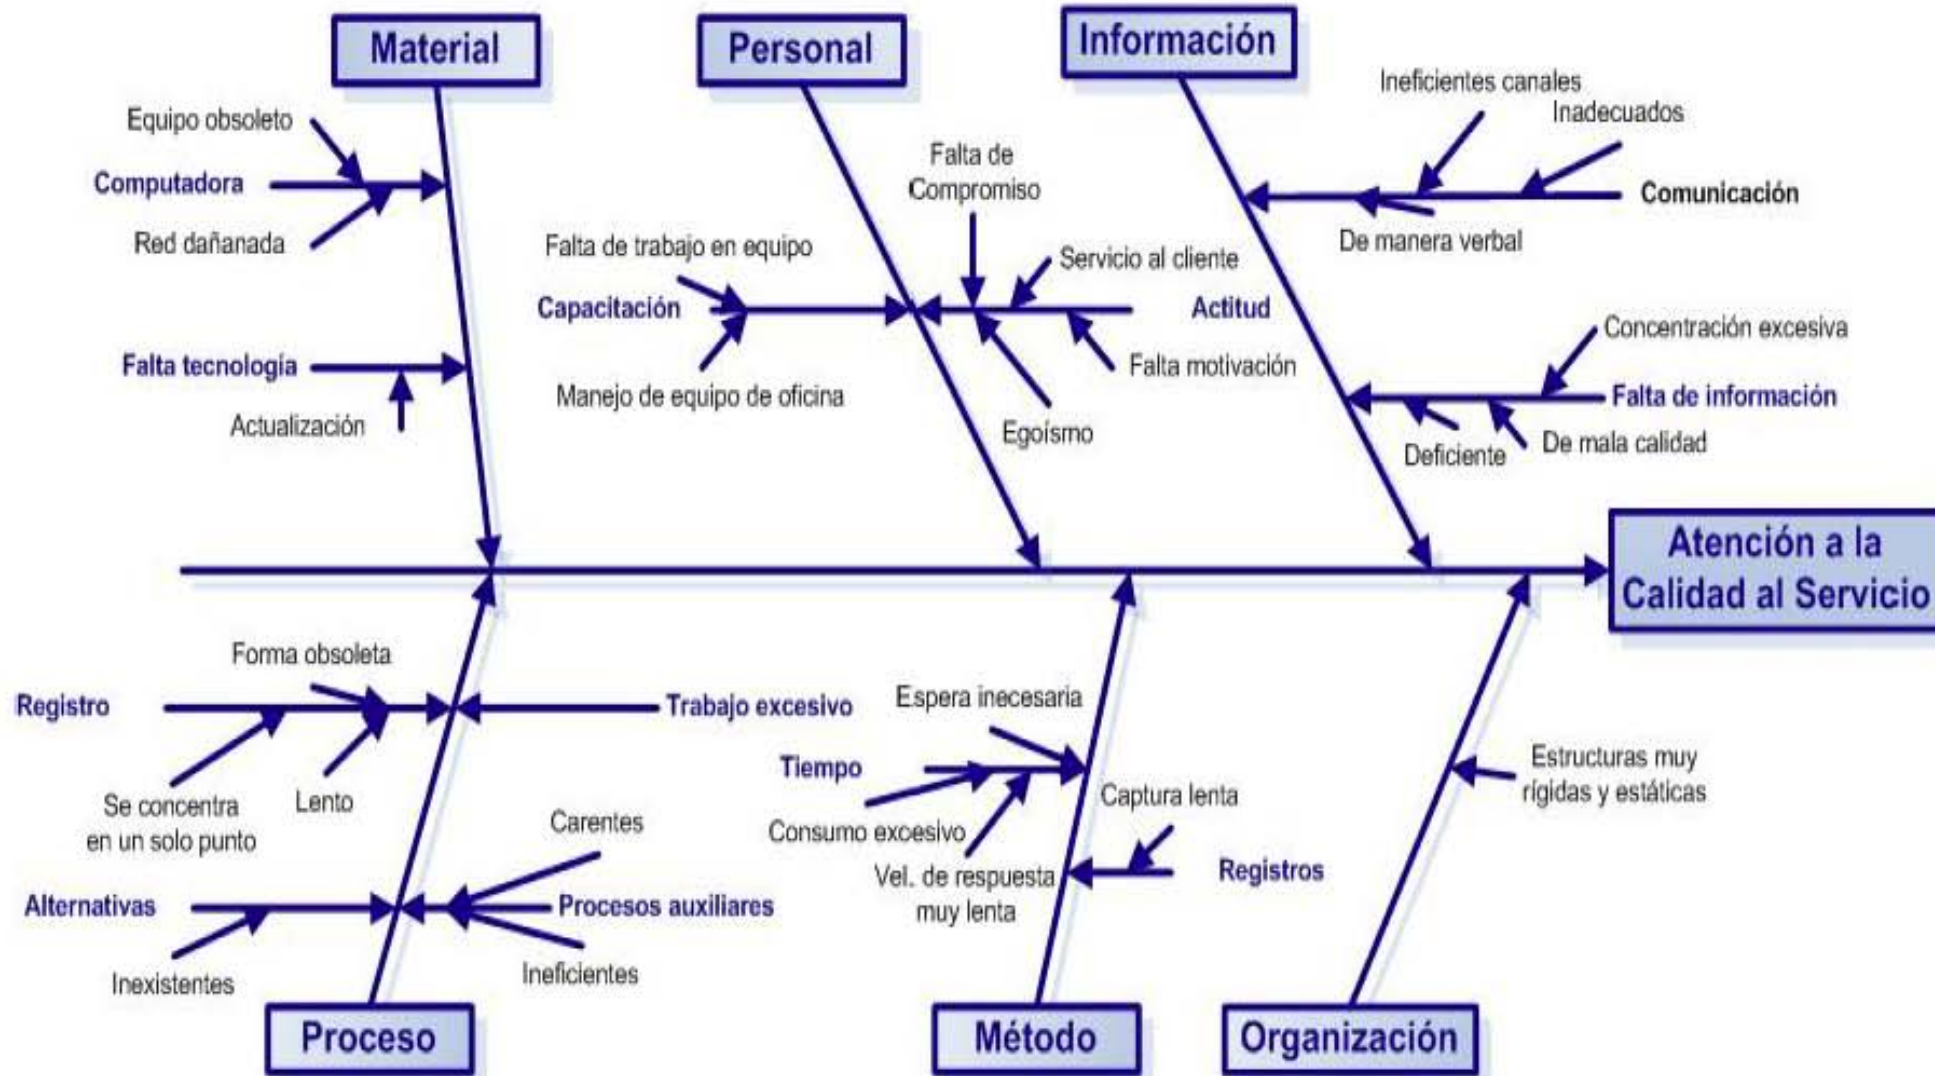 Material
Personal
Información
Equipo obsoleto
Computadora
Red dañanada
Falta tecnología
Actualización
Falta de trabajo en equipo
Capacitación
Manejo de equipo de oficina
Falta de
Compromiso
Servicio al cliente
Actitud
Falta motivación
Egoísmo
Ineficientes canales
Inadecuados
Comunicación
De manera verbal
Concentración excesiva
Falta de información
De mala calidad
Deficiente
Atención a la
Calidad al Servicio
Forma obsoleta
Registro
Trabajo excesivo
Se concentra
en un solo punto
Lento
Carentes
Alternativas
Procesos auxiliares
Inexistentes
Ineficientes
Espera inecesaria
Tiempo
Consumo excesivo
Captura lenta
Vel. de respuesta
muy lenta
Registros
Estructuras muy
rígidas y estáticas
Proceso
Método
Organización